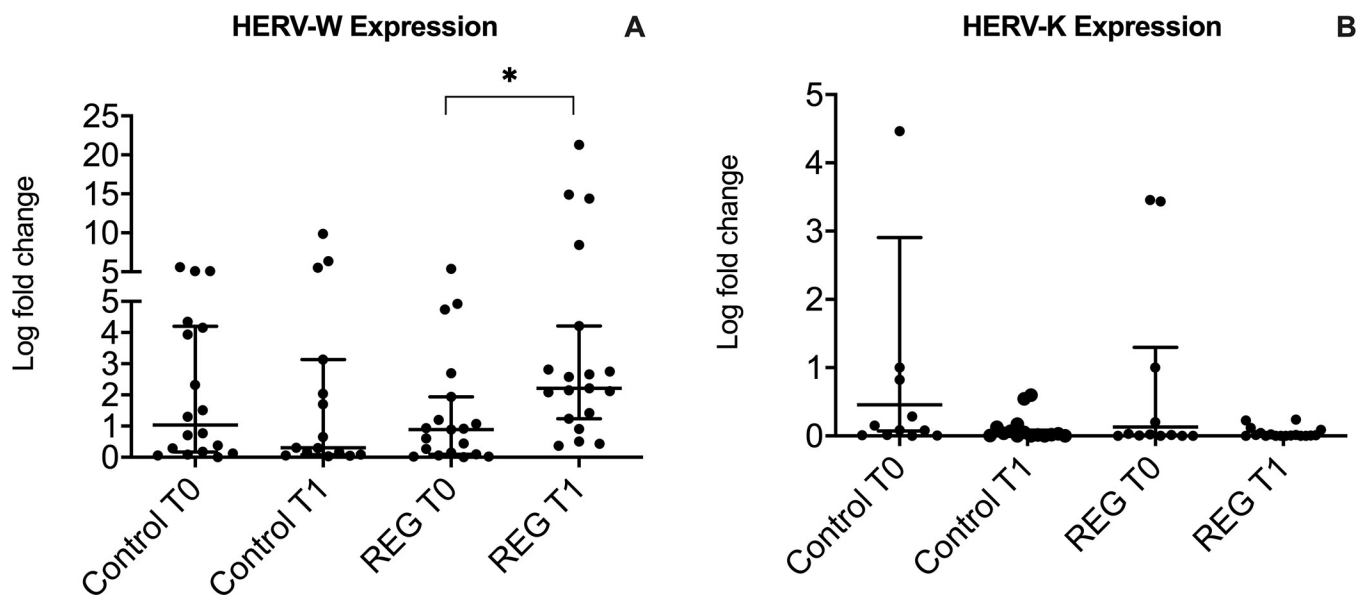 HERV-W Expression
A
*
Log fold change
25
20
15
10
5
5
4
3
2
1
0
Control T0
Control T1
REG T0
REG T1
HERV-K Expression
B
Log fold change
5
4
3
2
1
0
Control T0
Control T1
REG T0
REG T1